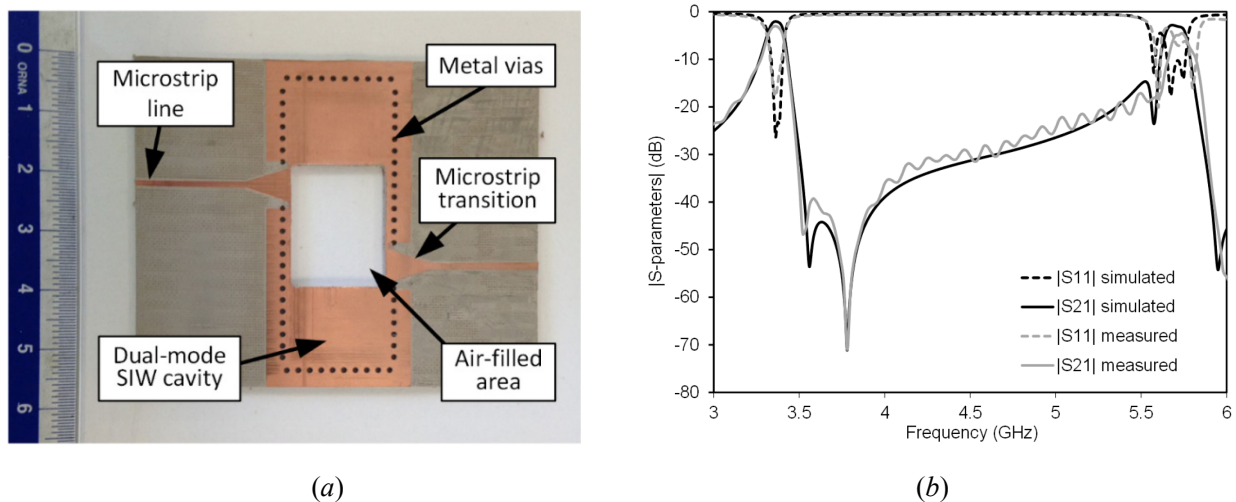 0
ORNA
1
2
3
4
5
6
Microstrip
line
Metal vias
Microstrip
transition
Dual-mode
SIW cavity
Air-filled
area
(a)
|S-parameters| (dB)
0
-10
-20
-30
-40
-50
-60
-70
-80
|S11| simulated
|S21| simulated
|S11| measured
|S21| measured
3 3.5 4 4.5 5 5.5 6
Frequency (GHz)
(b)